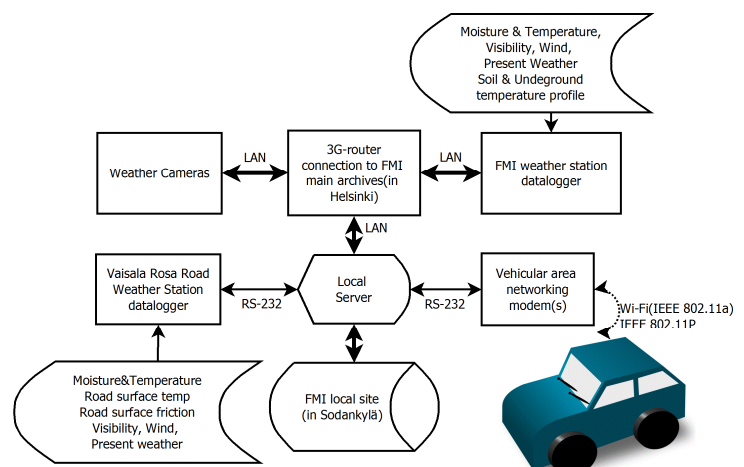 Moisture & Temperature,
Visibility, Wind,
Present Weather
Soil & Undeground
temperature profile
Weather Cameras
LAN
3G-router
connection to FMI
main archives(in
Helsinki)
LAN
FMI weather station
datalogger
LAN
Vaisala Rosa Road
Weather Station
datalogger
RS-232
Local
Server
RS-232
Vehicular area
networking
modem(s)
Wi-Fi(IEEE 802.11a)
IEEE 802.11P
Moisture&Temperature
Road surface temp
Road surface friction
Visibility, Wind,
Present weather
FMI local site
(in Sodankylä)